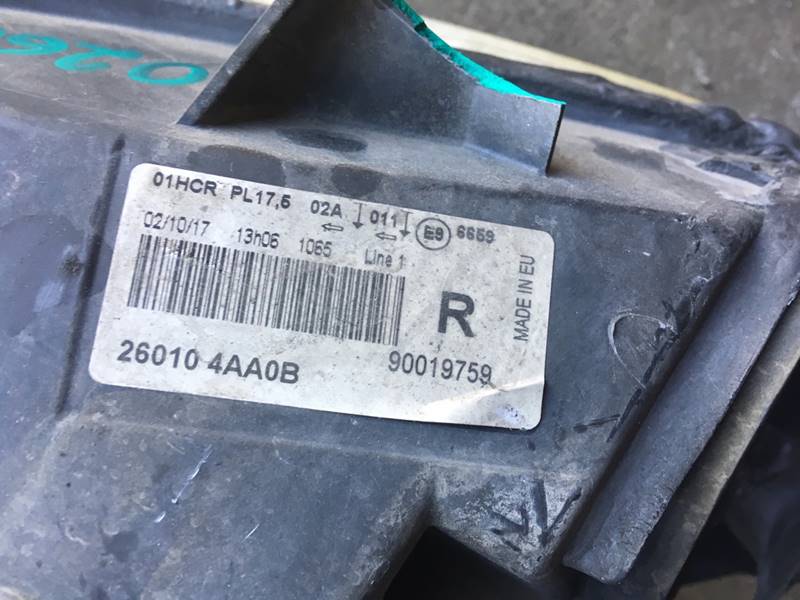 01HCR PL17,5 02A 011 E9 6659
02/10/17 13h06 1065 Line 1
R
MADE IN EU
26010 4AA0B
90019759